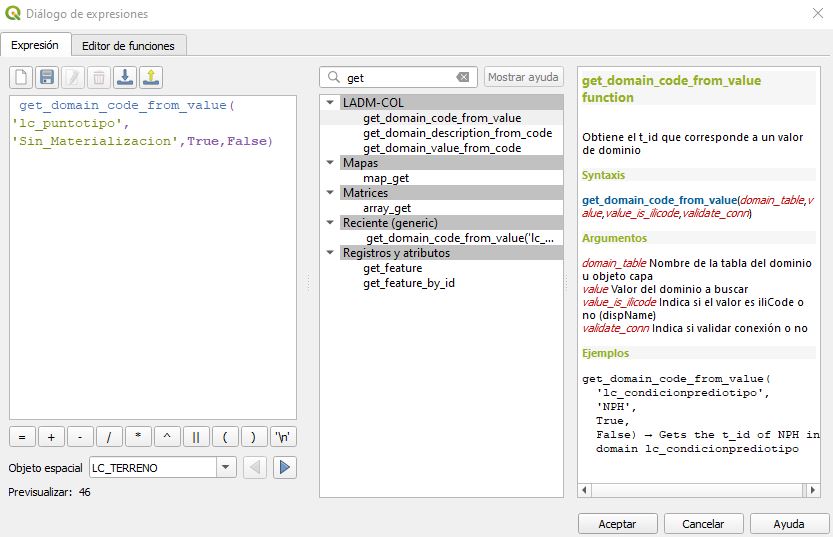 Diálogo de expresiones
Expresión
Editor de funciones
get_domain_code_from_value(
'lc_puntotipo',
'Sin_Materializacion',True,False)
=
+
-
/
*
^
||
(
)
'\n'
Objeto espacial
LC_TERRENO
Previsualizar: 46
get
Mostrar ayuda
LADM-COL
get_domain_code_from_value
get_domain_description_from_code
get_domain_value_from_code
Mapas
map_get
Matrices
array_get
Reciente (generic)
get_domain_code_from_value('lc_...
Registros y atributos
get_feature
get_feature_by_id
get_domain_code_from_value
function
Obtiene el t_id que corresponde a un valor
de dominio
Syntaxis
get_domain_code_from_value(domain_table,v
alue,value_is_ilicode,validate_conn)
Argumentos
domain_table Nombre de la tabla del dominio
u objeto capa
value Valor del dominio a buscar
value_is_ilicode Indica si el valor es iliCode o
no (dispName)
validate_conn Indica si validar conexión o no
Ejemplos
get_domain_code_from_value(
'lc_condicionprediotipo',
'NPH',
True,
False) → Gets the t_id of NPH in
domain lc_condicionprediotipo
Aceptar
Cancelar
Ayuda